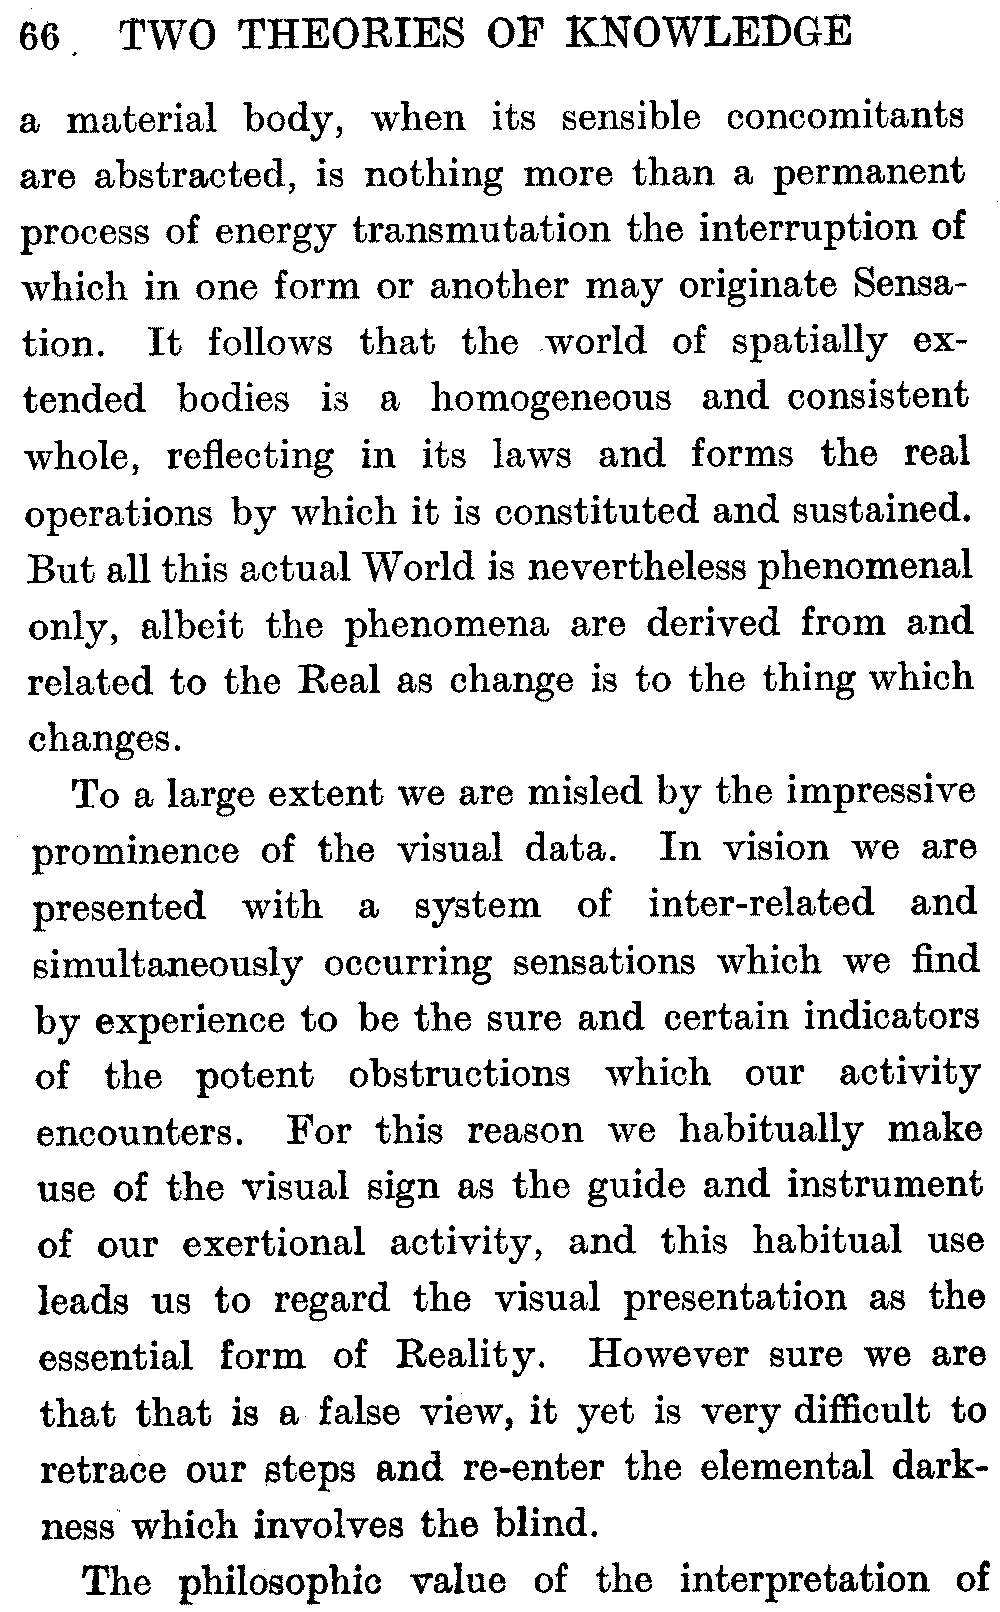 66 TWO THEORIES OF KNOWLEDGE
a material body, when its sensible concomitants
are abstracted, is nothing more than a permanent
process of energy transmutation the interruption of
which in one form or another may originate Sensa-
tion. It follows that the world of spatially ex-
tended bodies is a homogeneous and consistent
whole, reflecting in its laws and forms the real
operations by which it is constituted and sustained.
But all this actual World is nevertheless phenomenal
only, albeit the phenomena are derived from and
related to the Real as change is to the thing which
changes.
To a large extent we are misled by the impressive
prominence of the visual data. In vision we are
presented with a system of inter-related and
simultaneously occurring sensations which we find
by experience to be the sure and certain indicators
of the potent obstructions which our activity
encounters. For this reason we habitually make
use of the visual sign as the guide and instrument
of our exertional activity, and this habitual use
leads us to regard the visual presentation as the
essential form of Reality. However sure we are
that that is a false view, it yet is very difficult to
retrace our steps and re-enter the elemental dark-
ness which involves the blind.
The philosophic value of the interpretation of